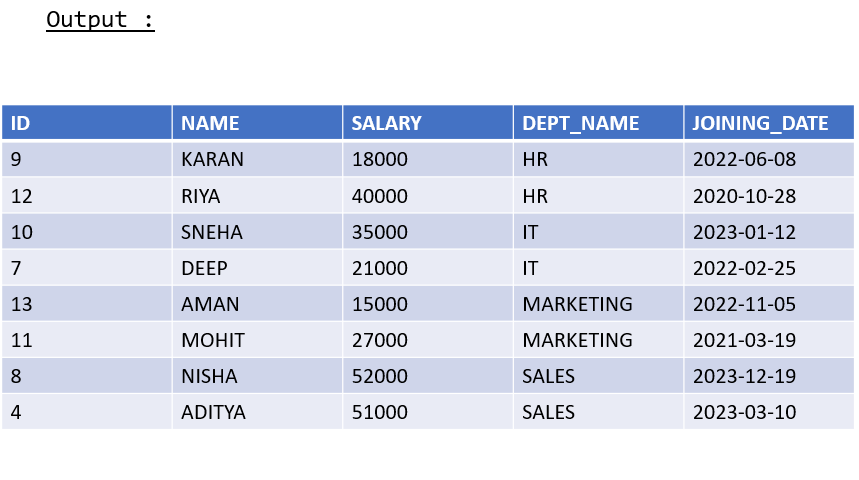 Output :
ID NAME SALARY DEPT_NAME JOINING_DATE
9 KARAN 18000 HR 2022-06-08
12 RIYA 40000 HR 2020-10-28
10 SNEHA 35000 IT 2023-01-12
7 DEEP 21000 IT 2022-02-25
13 AMAN 15000 MARKETING 2022-11-05
11 MOHIT 27000 MARKETING 2021-03-19
8 NISHA 52000 SALES 2023-12-19
4 ADITYA 51000 SALES 2023-03-10